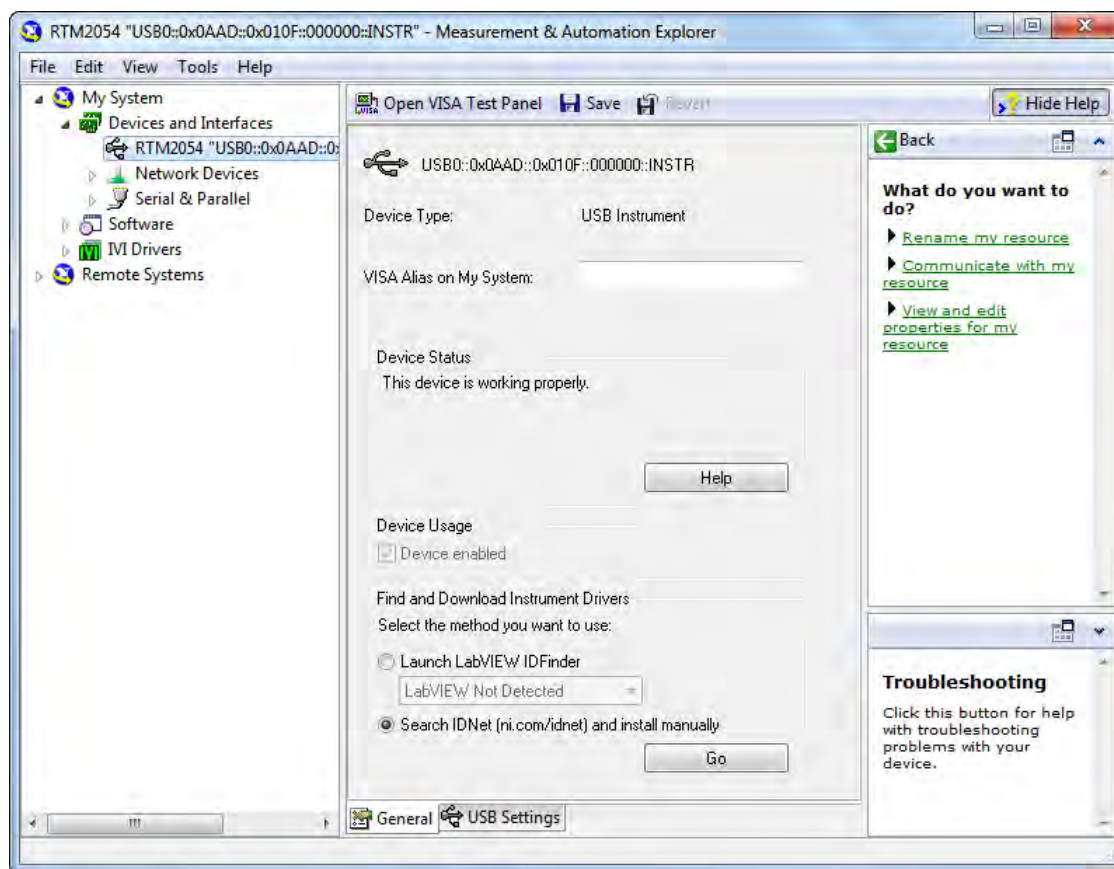 RTM2054 "USB0::0x0AAD::0x010F::000000::INSTR" - Measurement & Automation Explorer
File Edit View Tools Help
My System
Devices and Interfaces
RTM2054 "USB0::0x0AAD::0
Network Devices
Serial & Parallel
Software
IVI Drivers
Remote Systems
Open VISA Test Panel Save Revert Hide Help
USB0::0x0AAD::0x010F::000000::INSTR
Device Type: USB Instrument
VISA Alias on My System:
Device Status
This device is working properly.
Help
Device Usage
Device enabled
Find and Download Instrument Drivers
Select the method you want to use:
Launch LabVIEW IDFinder
LabVIEW Not Detected
Search IDNet (ni.com/idnet) and install manually
Go
General USB Settings
Back
What do you want to
do?
Rename my resource
Communicate with my
resource
View and edit
properties for my
resource
Troubleshooting
Click this button for help
with troubleshooting
problems with your
device.